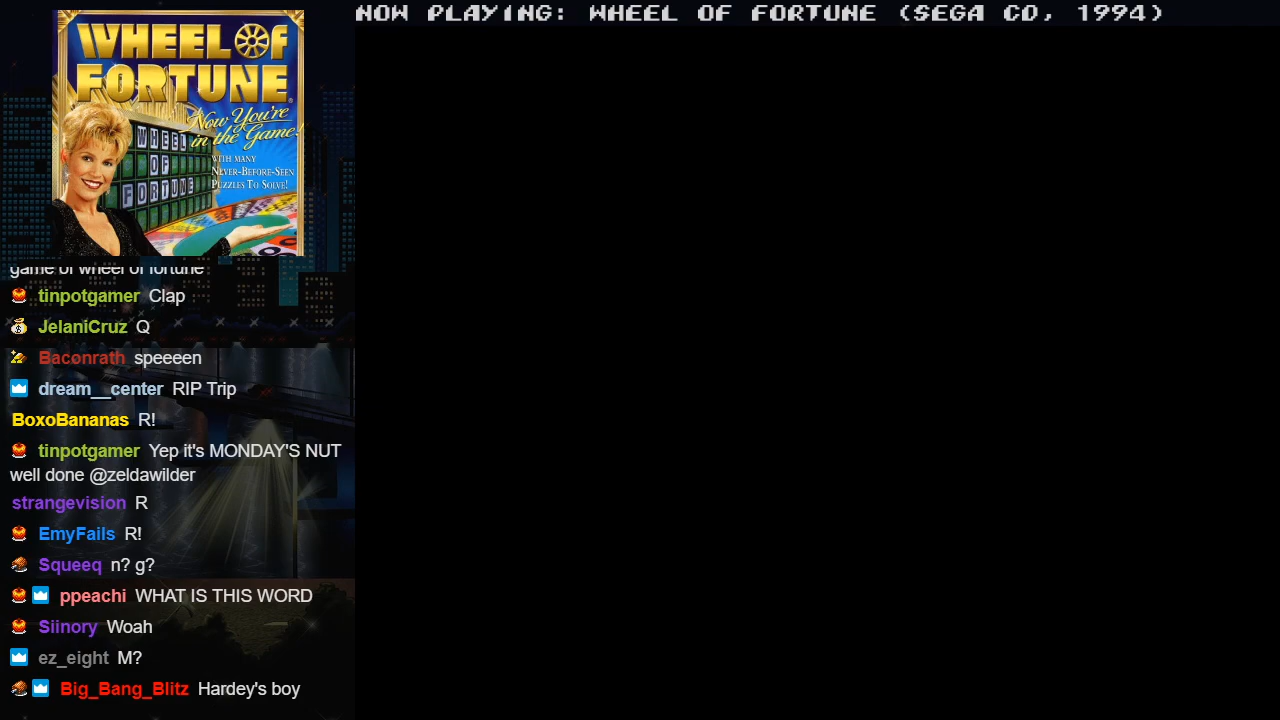 NOW PLAYING: WHEEL OF FORTUNE (SEGA CD, 1994)
WHEEL OF
FORTUNE
Now You're
in the Game!
WITH MANY
NEVER-BEFORE-SEEN
PUZZLES TO SOLVE!
WHEEL
OF
FORTUNE
game of wheel of fortune
tinpotgamer Clap
JelaniCruz Q
Baconrath speeeen
dream__center RIP Trip
BoxoBananas R!
tinpotgamer Yep it's MONDAY'S NUT
well done @zeldawilder
strangevision R
EmyFails R!
Squeeq n? g?
ppeachi WHAT IS THIS WORD
Siinory Woah
ez_eight M?
Big_Bang_Blitz Hardey's boy